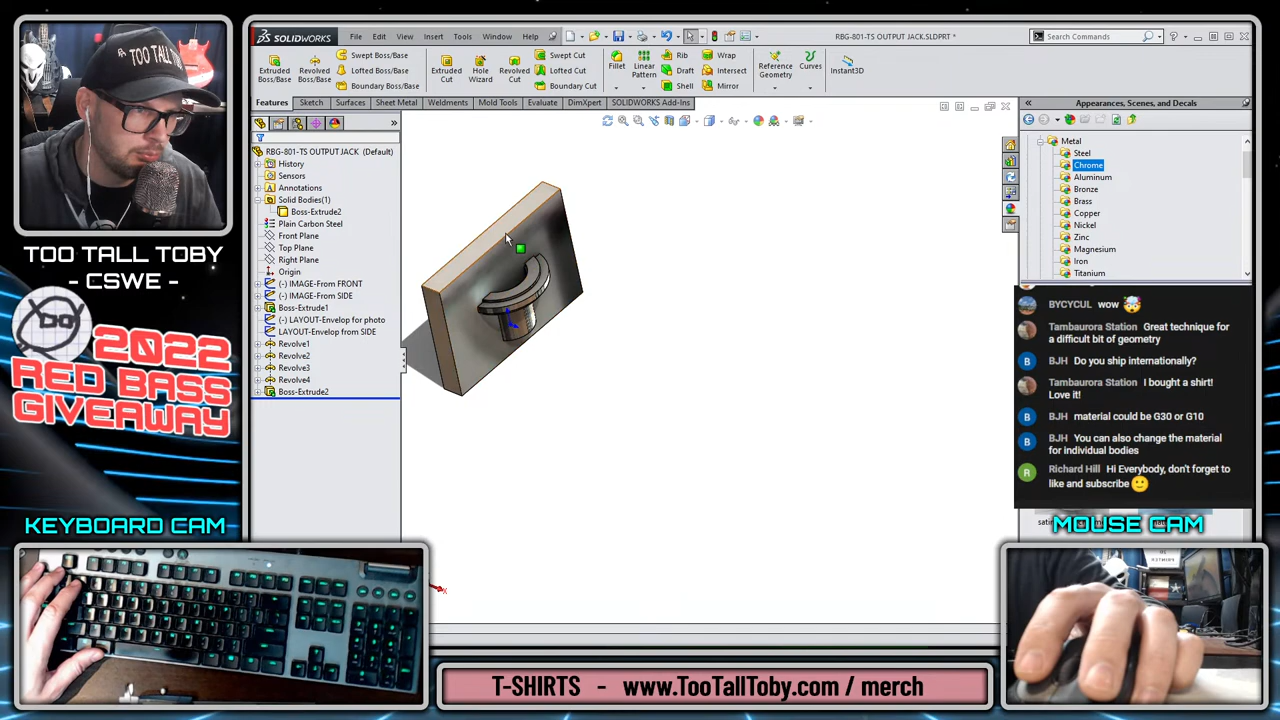 TOO TALL TOBY
- CSWE -
2022
RED BASS
GIVEAWAY
KEYBOARD CAM
SOLIDWORKS
File Edit View Insert Tools Window Help
RBG-801-TS OUTPUT JACK.SLDPRT *
Search Commands
Extruded Boss/Base
Revolved Boss/Base
Swept Boss/Base
Lofted Boss/Base
Boundary Boss/Base
Extruded Cut
Hole Wizard
Revolved Cut
Swept Cut
Lofted Cut
Boundary Cut
Fillet
Linear Pattern
Rib
Draft
Shell
Wrap
Intersect
Mirror
Reference Geometry
Curves
Instant3D
Features Sketch Surfaces Sheet Metal Weldments Mold Tools Evaluate DimXpert SOLIDWORKS Add-Ins
RBG-801-TS OUTPUT JACK (Default)
History
Sensors
Annotations
Solid Bodies(1)
Boss-Extrude2
Plain Carbon Steel
Front Plane
Top Plane
Right Plane
Origin
(-) IMAGE-From FRONT
(-) IMAGE-From SIDE
Boss-Extrude1
(-) LAYOUT-Envelop for photo
LAYOUT-Envelop from SIDE
Revolve1
Revolve2
Revolve3
Revolve4
Boss-Extrude2
Appearances, Scenes, and Decals
Metal
Steel
Chrome
Aluminum
Bronze
Brass
Copper
Nickel
Zinc
Magnesium
Iron
Titanium
BYCYCUL wow
Tambaurora Station Great technique for
a difficult bit of geometry
B BJH Do you ship internationally?
Tambaurora Station I bought a shirt!
Love it!
B BJH material could be G30 or G10
B BJH You can also change the material
for individual bodies
R Richard Hill Hi Everybody, don't forget to
like and subscribe
MOUSE CAM
T-SHIRTS - www.TooTallToby.com / merch